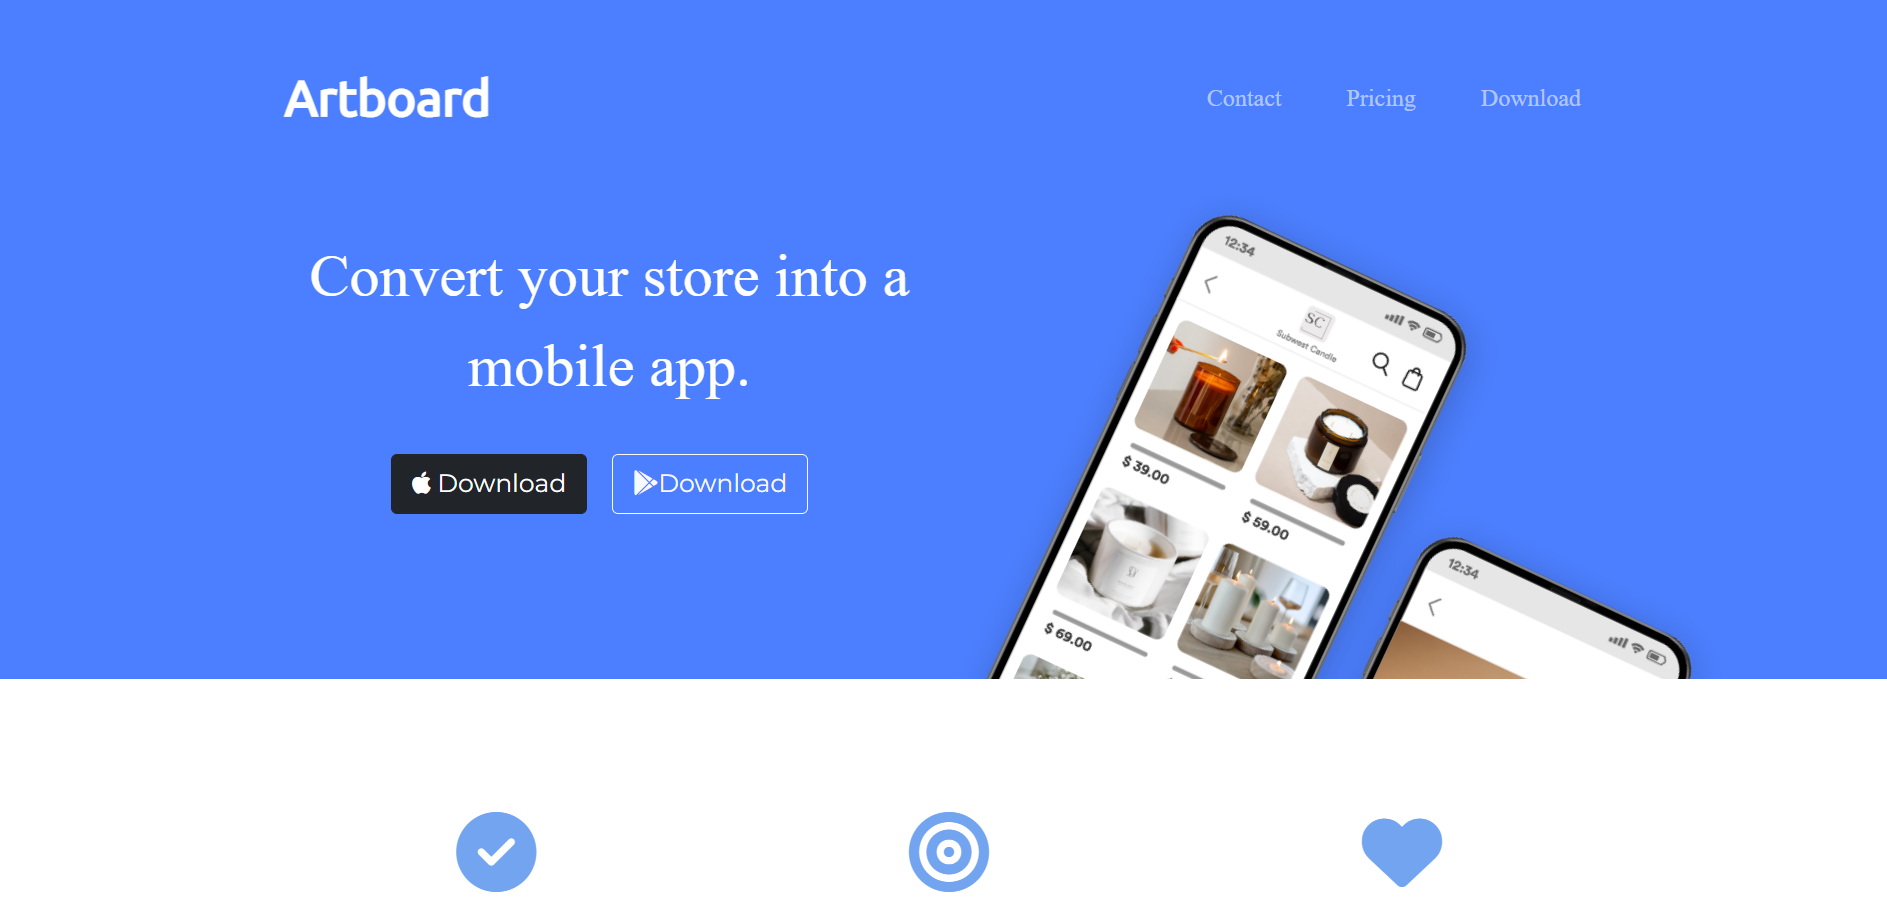 Artboard
Contact
Pricing
Download
Convert your store into a
mobile app.
Download
Download
12:34
SC
Subwest Candle
$ 39.00
$ 59.00
$ 69.00
12:34